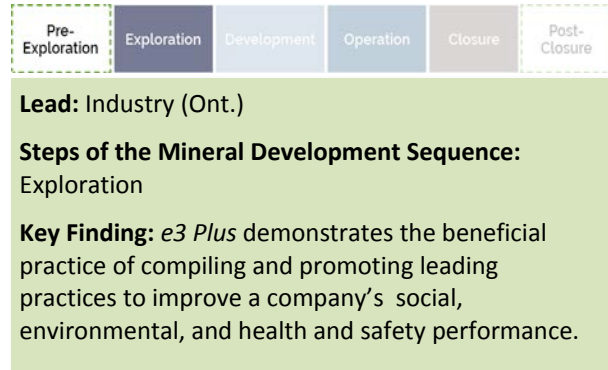 Pre-
Exploration
Exploration
Development
Operation
Closure
Post-
Closure
Lead: Industry (Ont.)
Steps of the Mineral Development Sequence:
Exploration
Key Finding: e3 Plus demonstrates the beneficial
practice of compiling and promoting leading
practices to improve a company’s social,
environmental, and health and safety performance.